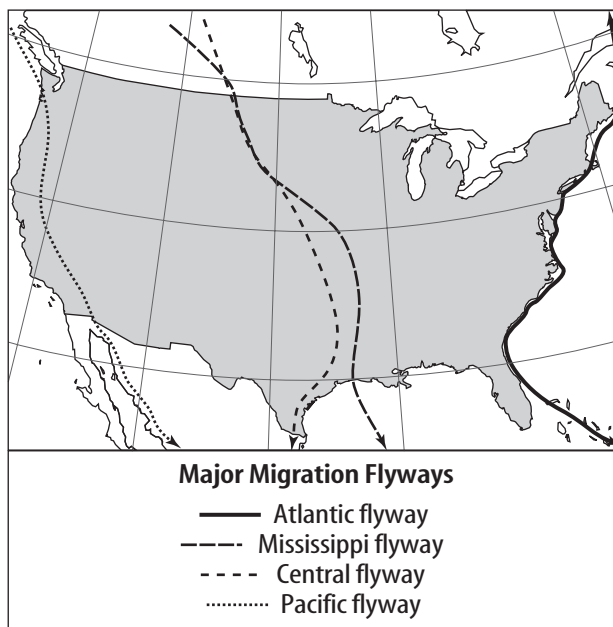 Major Migration Flyways
Atlantic flyway
Mississippi flyway
Central flyway
Pacific flyway